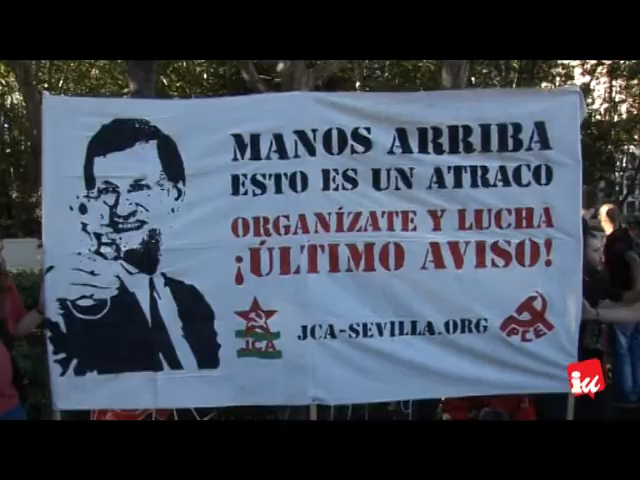 MANOS ARRIBA
ESTO ES UN ATRACO
ORGANÍZATE Y LUCHA
¡ÚLTIMO AVISO!
JCA
JCA-SEVILLA.ORG
PCE
iu